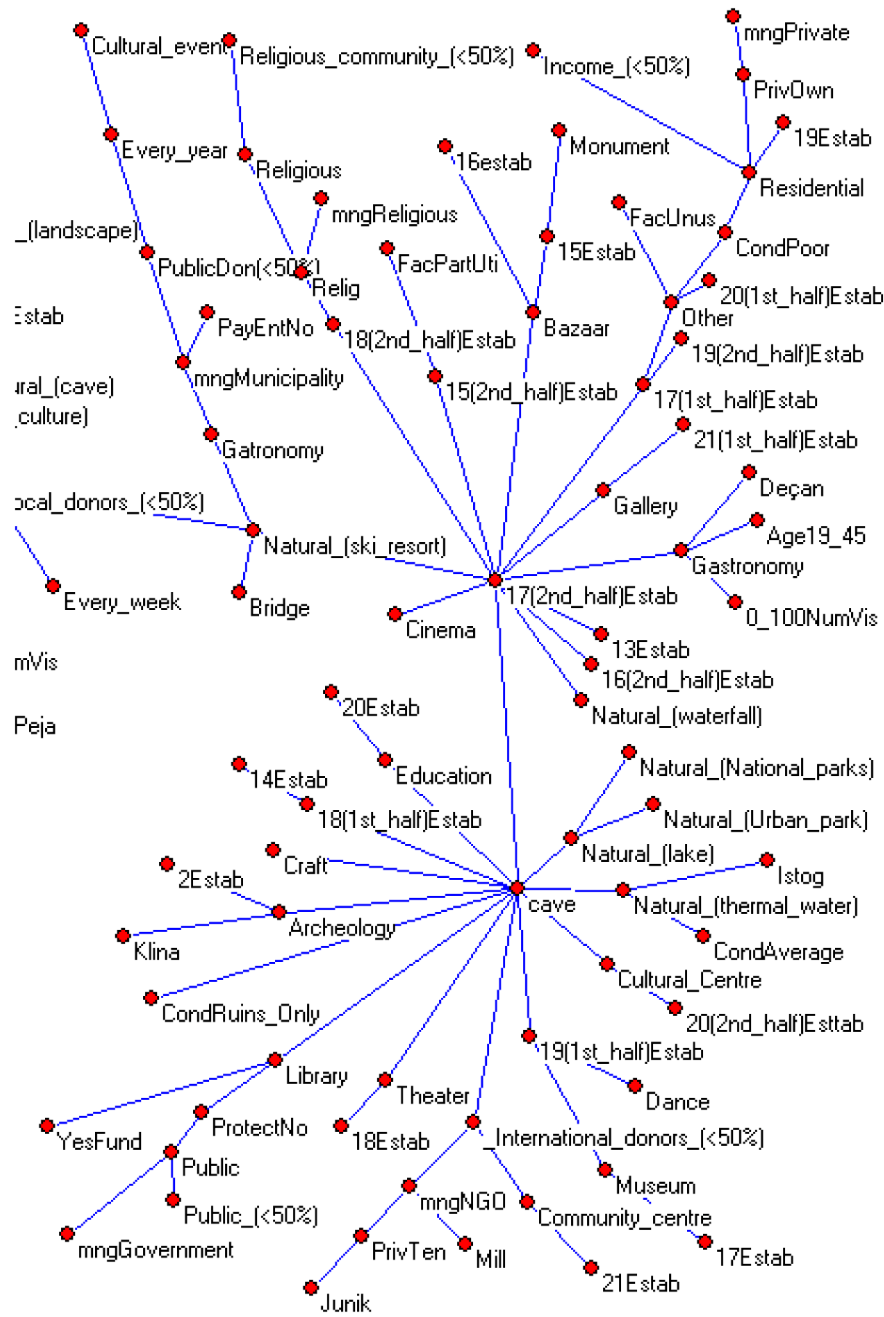 mngPrivate
Cultural_event
Religious_community_(<50%)
Income_(<50%)
PrivOwn
19Estab
Every_year
Religious
16estab
Monument
Residential
mngReligious
FacUnus
_(landscape)
PublicDon(<50%)
Relig
FacPartUti
15Estab
CondPoor
20(1st_half)Estab
Estab
PayEntNo
18(2nd_half)Estab
Bazaar
Other
19(2nd_half)Estab
mngMunicipality
15(2nd_half)Estab
17(1st_half)Estab
ural_(cave)
_culture)
21(1st_half)Estab
Gatronomy
Deçan
ocal_donors_(<50%)
Gallery
Age19_45
Natural_(ski_resort)
Gastronomy
Every_week
Bridge
17(2nd_half)Estab
Cinema
0_100NumVis
13Estab
mVis
16(2nd_half)Estab
20Estab
Natural_(waterfall)
Peja
Education
Natural_(National_parks)
14Estab
18(1st_half)Estab
Natural_(Urban_park)
Craft
Natural_(lake)
2Estab
Istog
cave
Natural_(thermal_water)
Archeology
Klina
CondAverage
Cultural_Centre
CondRuins_Only
20(2nd_half)Esttab
19(1st_half)Estab
Library
Theater
Dance
ProtectNo
YesFund
18Estab
_International_donors_(<50%)
Public
Museum
mngNGO
Public_(<50%)
Community_centre
mngGovernment
PrivTen
Mill
17Estab
21Estab
Junik